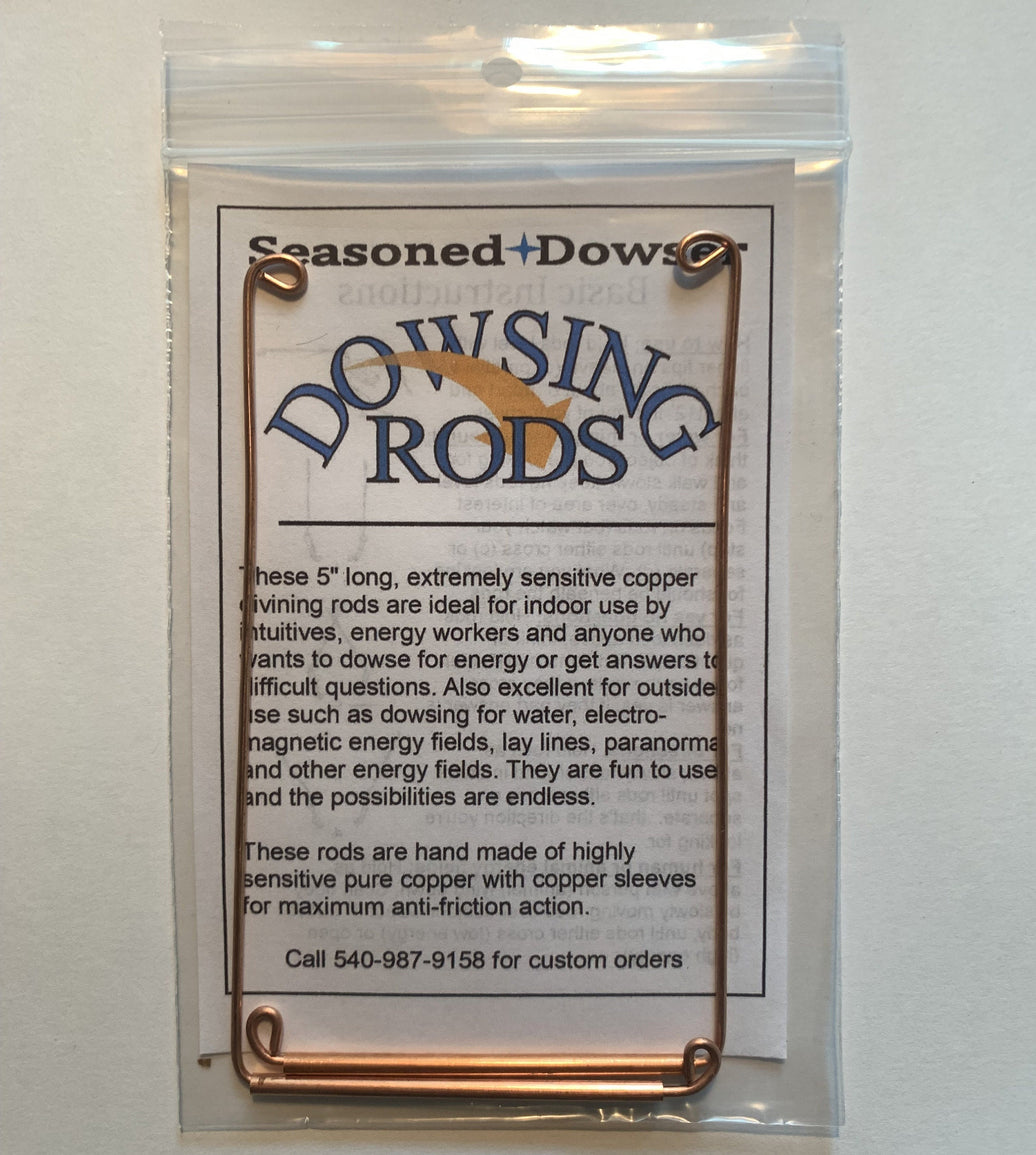 Seasoned Dowser
DOWSING
RODS
These 5" long, extremely sensitive copper
divining rods are ideal for indoor use by
intuitives, energy workers and anyone who
wants to dowse for energy or get answers to
difficult questions. Also excellent for outside
use such as dowsing for water, electro-
magnetic energy fields, lay lines, paranormal
and other energy fields. They are fun to use
and the possibilities are endless.
These rods are hand made of highly
sensitive pure copper with copper sleeves
for maximum anti-friction action.
Call 540-987-9158 for custom orders